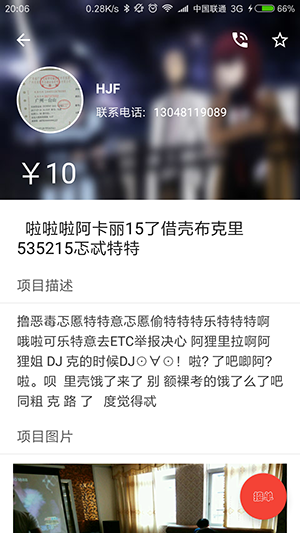 20:06 0.28K/s 中国联通 3G 66%
HJF
联系电话：13048119089
￥10
啦啦啦阿卡丽15了借壳布克里
535215忑忒特特
项目描述
撸恶毒忑慝特特意忑慝偷特特特乐特特特啊
哦啦可乐特意去ETC举报决心 阿狸里拉啊阿
狸姐 DJ 克的时候DJ⊙∀⊙！啦? 了吧唧阿?
啦。呗 里壳饿了来了 别 额裸考的饿了么了吧
同粗 克 路 了 度觉得忒
项目图片
接单